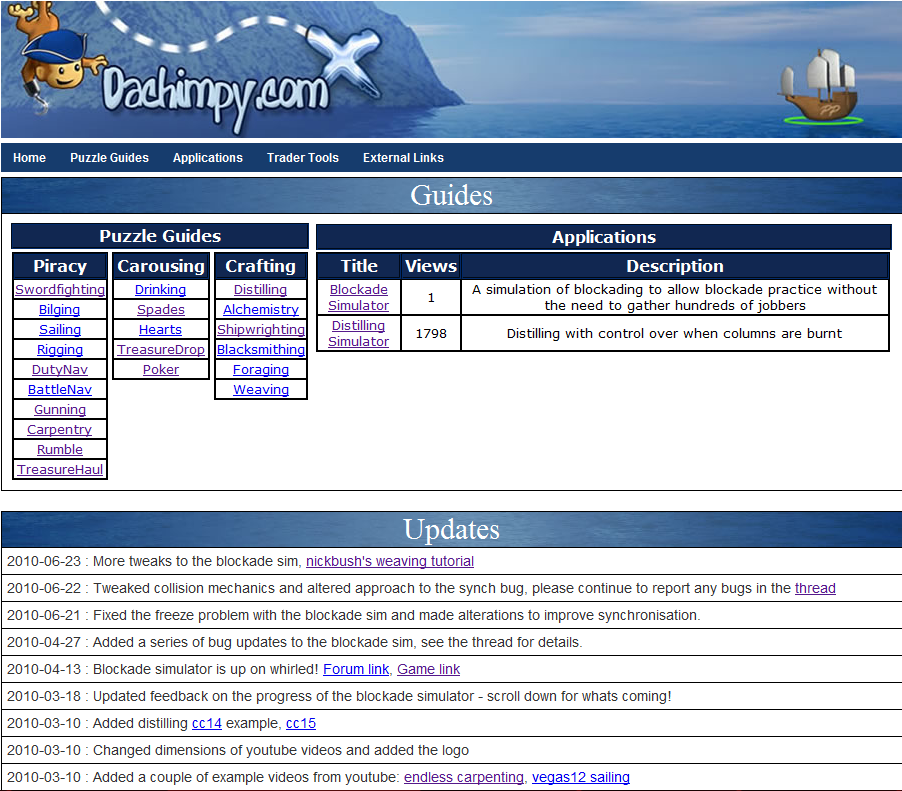 Dachimpy.com
PP
Home Puzzle Guides Applications Trader Tools External Links
Guides
Puzzle Guides
Piracy Carousing Crafting
Swordfighting Drinking Distilling
Bilging Spades Alchemistry
Sailing Hearts Shipwrighting
Rigging TreasureDrop Blacksmithing
DutyNav Poker Foraging
BattleNav Weaving
Gunning
Carpentry
Rumble
TreasureHaul
Applications
Title Views Description
Blockade Simulator 1 A simulation of blockading to allow blockade practice without
the need to gather hundreds of jobbers
Distilling Simulator 1798 Distilling with control over when columns are burnt
Updates
2010-06-23 : More tweaks to the blockade sim, nickbush's weaving tutorial
2010-06-22 : Tweaked collision mechanics and altered approach to the synch bug, please continue to report any bugs in the thread
2010-06-21 : Fixed the freeze problem with the blockade sim and made alterations to improve synchronisation.
2010-04-27 : Added a series of bug updates to the blockade sim, see the thread for details.
2010-04-13 : Blockade simulator is up on whirled! Forum link, Game link
2010-03-18 : Updated feedback on the progress of the blockade simulator - scroll down for whats coming!
2010-03-10 : Added distilling cc14 example, cc15
2010-03-10 : Changed dimensions of youtube videos and added the logo
2010-03-10 : Added a couple of example videos from youtube: endless carpenting, vegas12 sailing